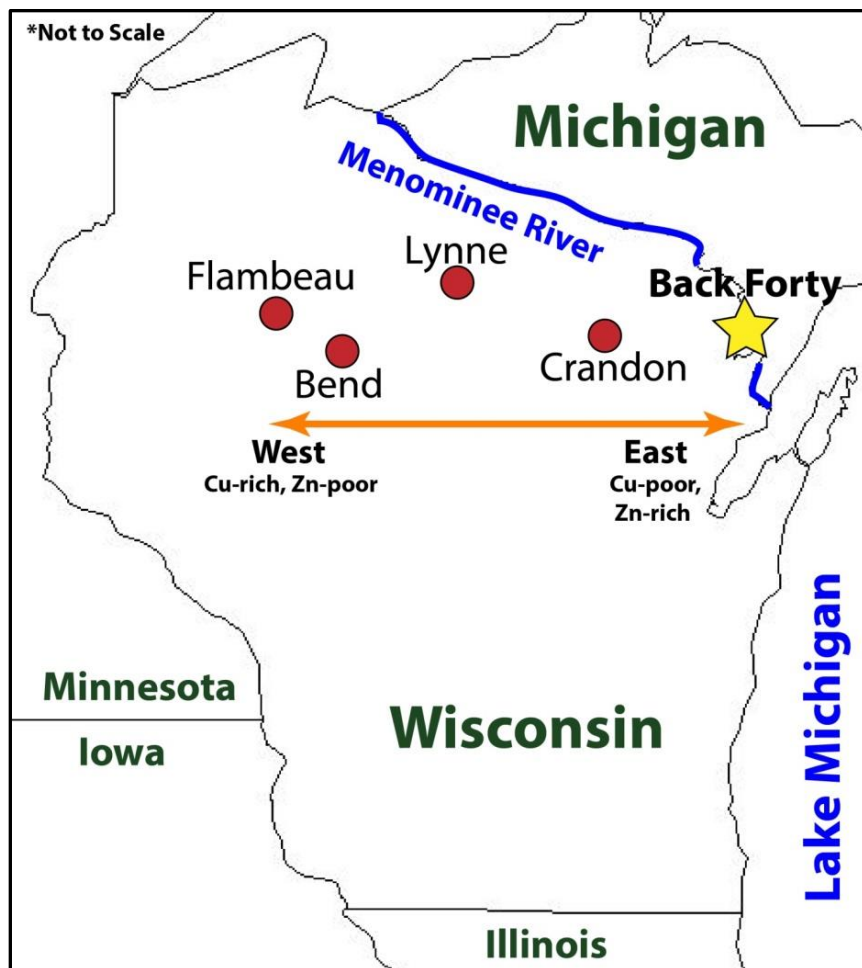 *Not to Scale
Michigan
Menominee River
Lynne
Flambeau
Back Forty
Bend
Crandon
West
Cu-rich, Zn-poor
East
Cu-poor,
Zn-rich
Minnesota
Iowa
Wisconsin
Lake Michigan
Illinois